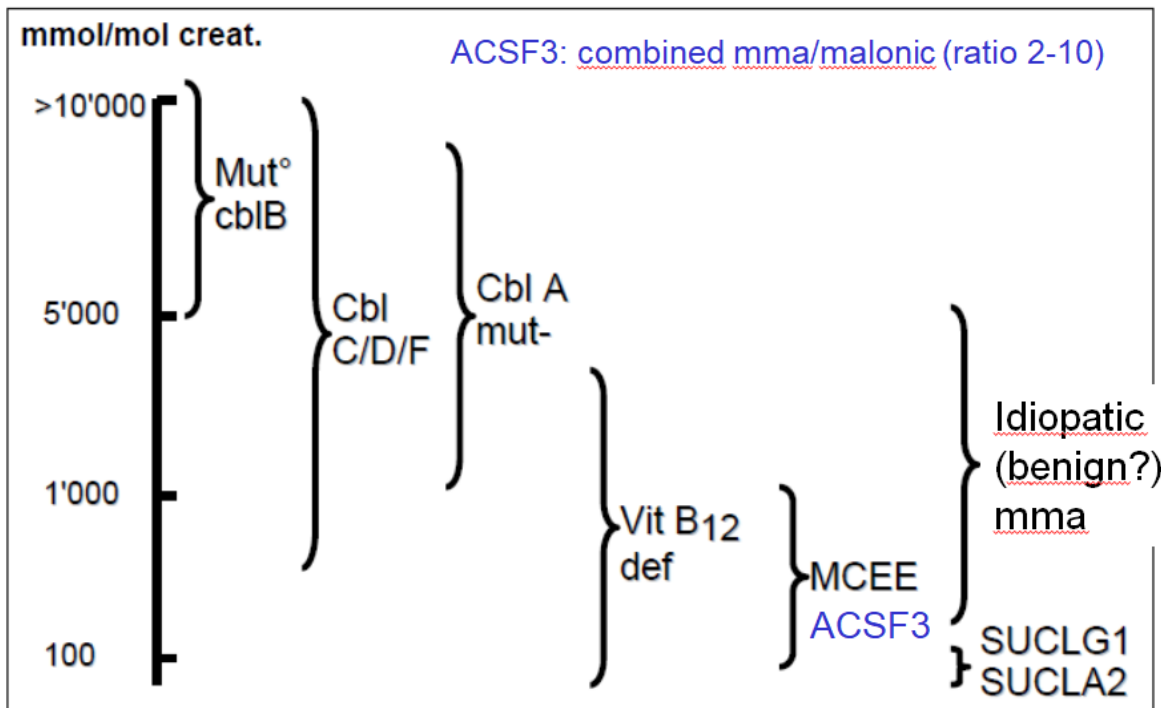 mmol/mol creat.
ACSF3: combined mma/malonic (ratio 2-10)
>10'000
Mut°
cblB
5'000
Cbl
C/D/F
Cbl A
mut-
1'000
Vit B12
def
MCEE
ACSF3
Idiopatic
(benign?)
mma
100
SUCLG1
SUCLA2